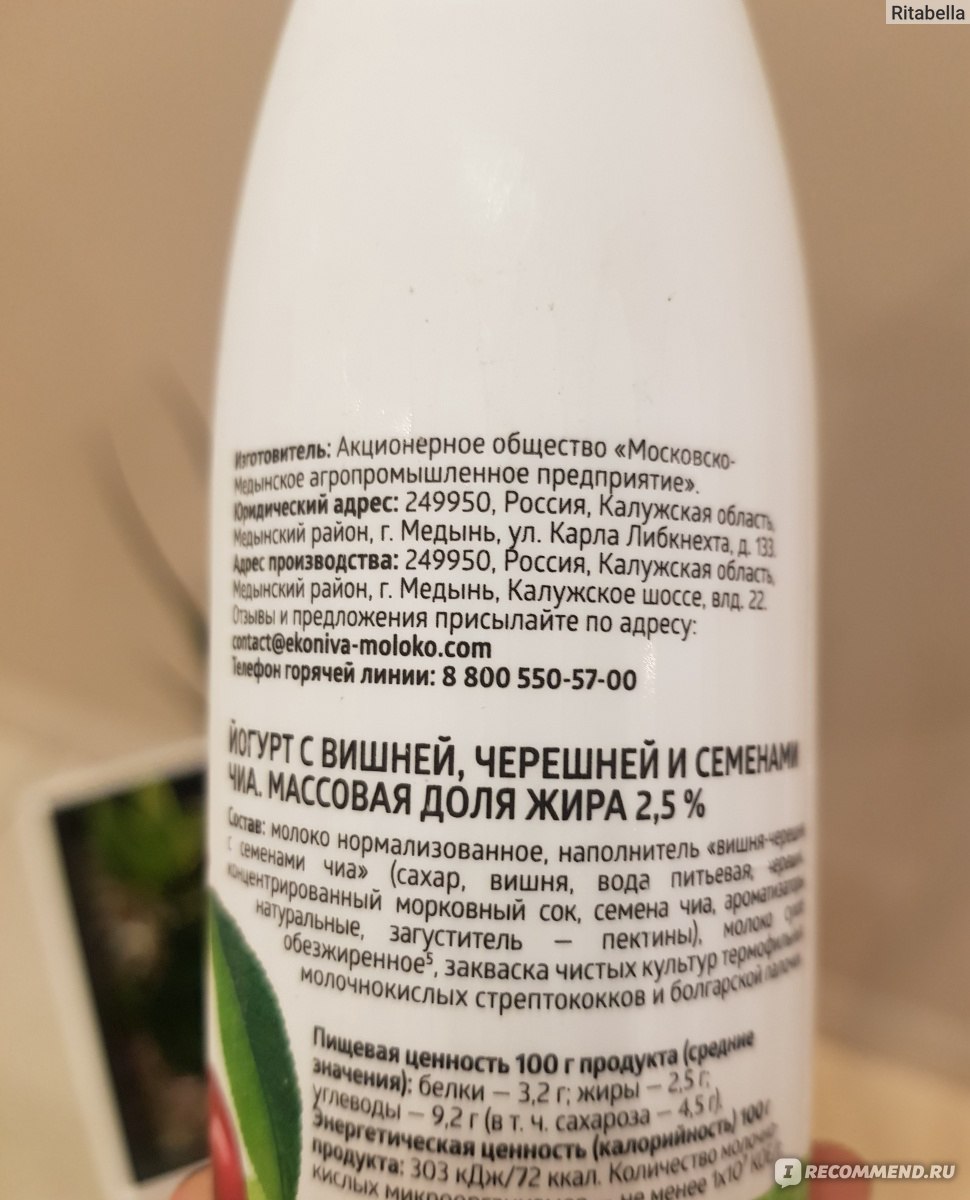 Ritabella
Изготовитель: Акционерное общество «Московско-
Медынское агропромышленное предприятие».
Юридический адрес: 249950, Россия, Калужская область,
Медынский район, г. Медынь, ул. Карла Либкнехта, д. 133.
Адрес производства: 249950, Россия, Калужская область,
Медынский район, г. Медынь, Калужское шоссе, влд. 22.
Отзывы и предложения присылайте по адресу:
contact@ekoniva-moloko.com
Телефон горячей линии: 8 800 550-57-00
ЙОГУРТ С ВИШНЕЙ, ЧЕРЕШНЕЙ И СЕМЕНАМИ
ЧИА. МАССОВАЯ ДОЛЯ ЖИРА 2,5 %
Состав: молоко нормализованное, наполнитель «вишня-черешня
с семенами чиа» (сахар, вишня, вода питьевая, черешня,
концентрированный морковный сок, семена чиа, ароматизаторы
натуральные, загуститель — пектины), молоко сухое
обезжиренное⁵, закваска чистых культур термофильных
молочнокислых стрептококков и болгарской палочки.
Пищевая ценность 100 г продукта (средние
значения): белки — 3,2 г; жиры — 2,5 г;
углеводы — 9,2 г (в т. ч. сахароза — 4,5 г).
Энергетическая ценность (калорийность) 100 г
продукта: 303 кДж/72 ккал. Количество молочно-
кислых не менее 1х10⁷ КОЕ
IRECOMMEND.RU